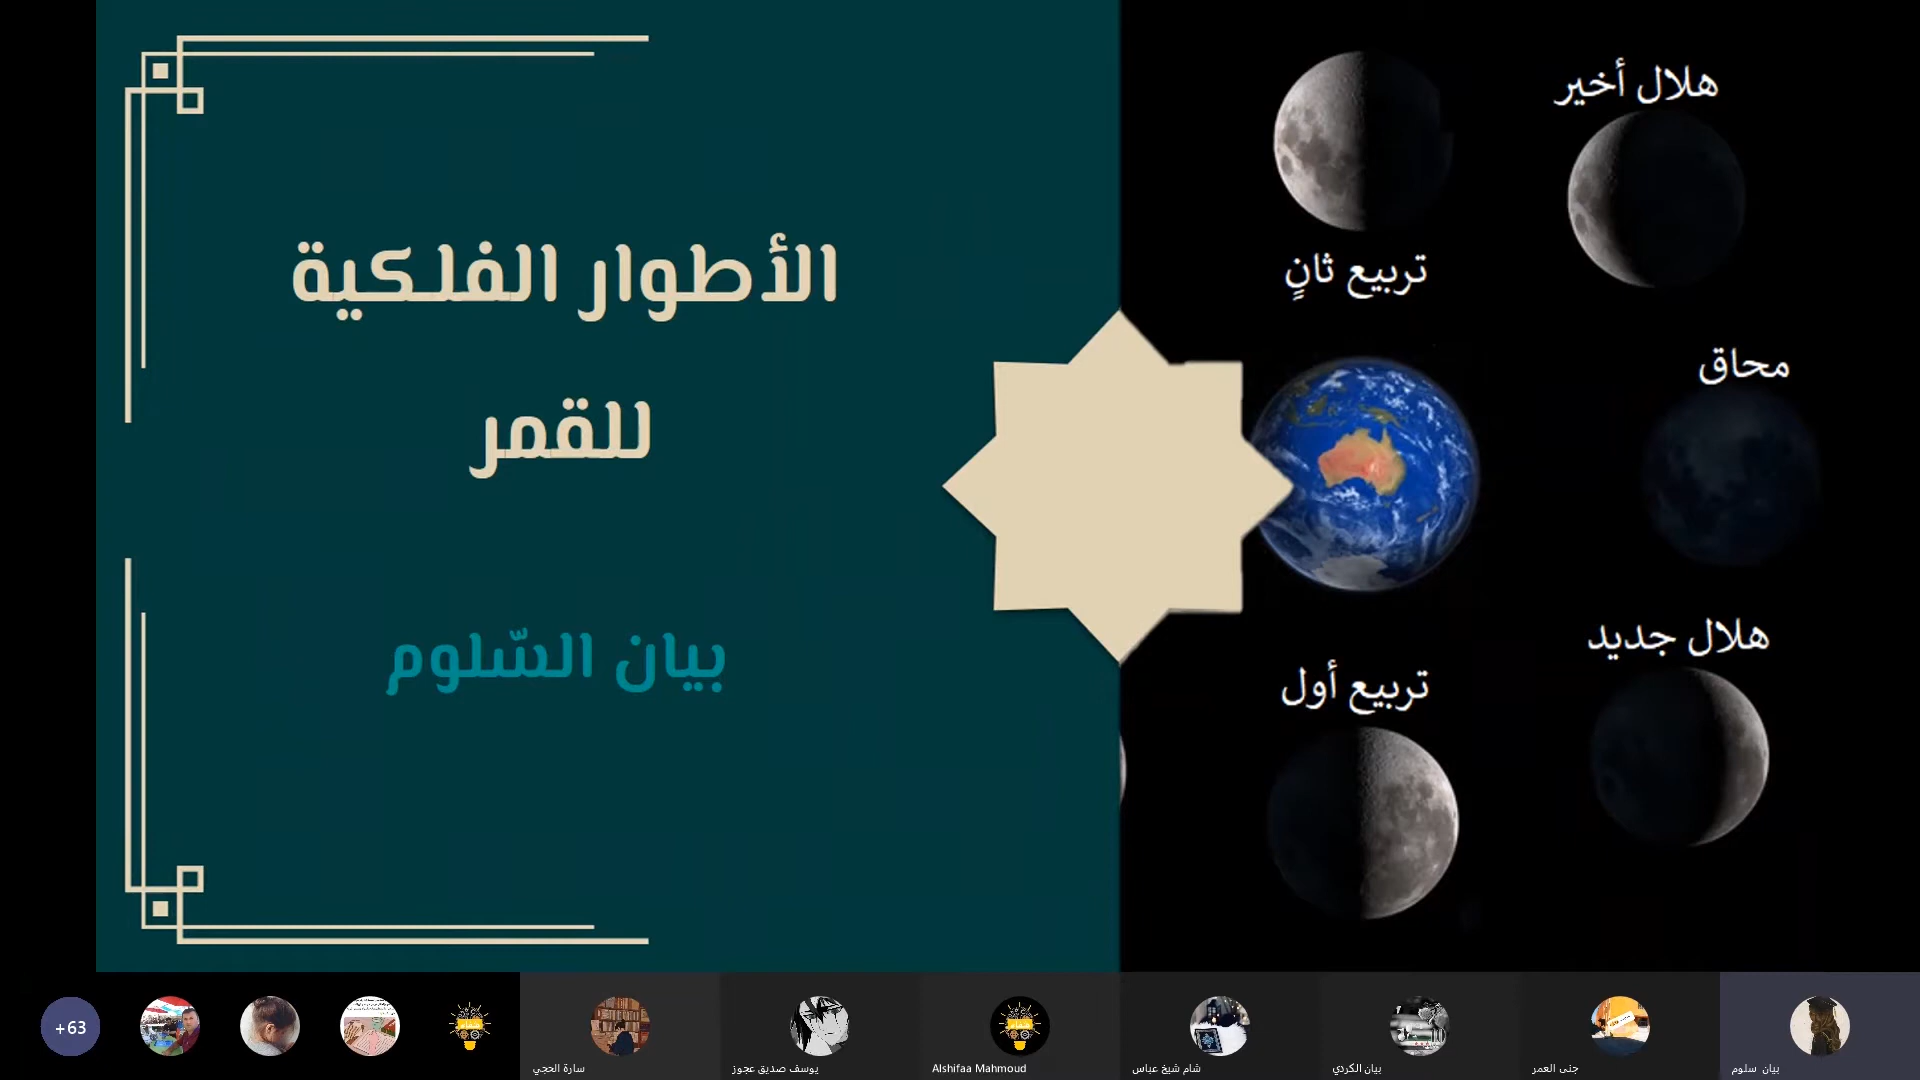 الأطوار الفلكية
للقمر
بيان السّلوم
هلال أخير
تربيع ثانٍ
محاق
هلال جديد
تربيع أول
+63
سارة الحجي
يوسف صديق عجوز
Alshifaa Mahmoud
شام شيخ عباس
بيان الكردي
جنى العمر
بيان سلوم